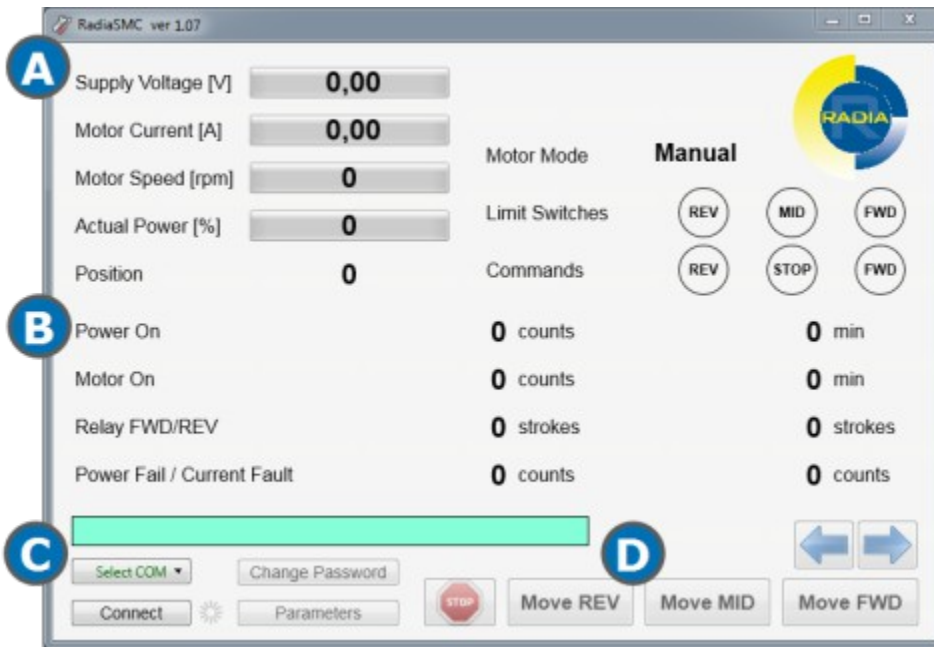 RadiaSMC ver 1.07
A
Supply Voltage [V] 0,00
Motor Current [A] 0,00
Motor Mode Manual
RADIA
Motor Speed [rpm] 0
Limit Switches REV MID FWD
Actual Power [%] 0
Position 0
Commands REV STOP FWD
B
Power On 0 counts 0 min
Motor On 0 counts 0 min
Relay FWD/REV 0 strokes 0 strokes
Power Fail / Current Fault 0 counts 0 counts
C
D
Select COM Change Password
Connect Parameters STOP Move REV Move MID Move FWD